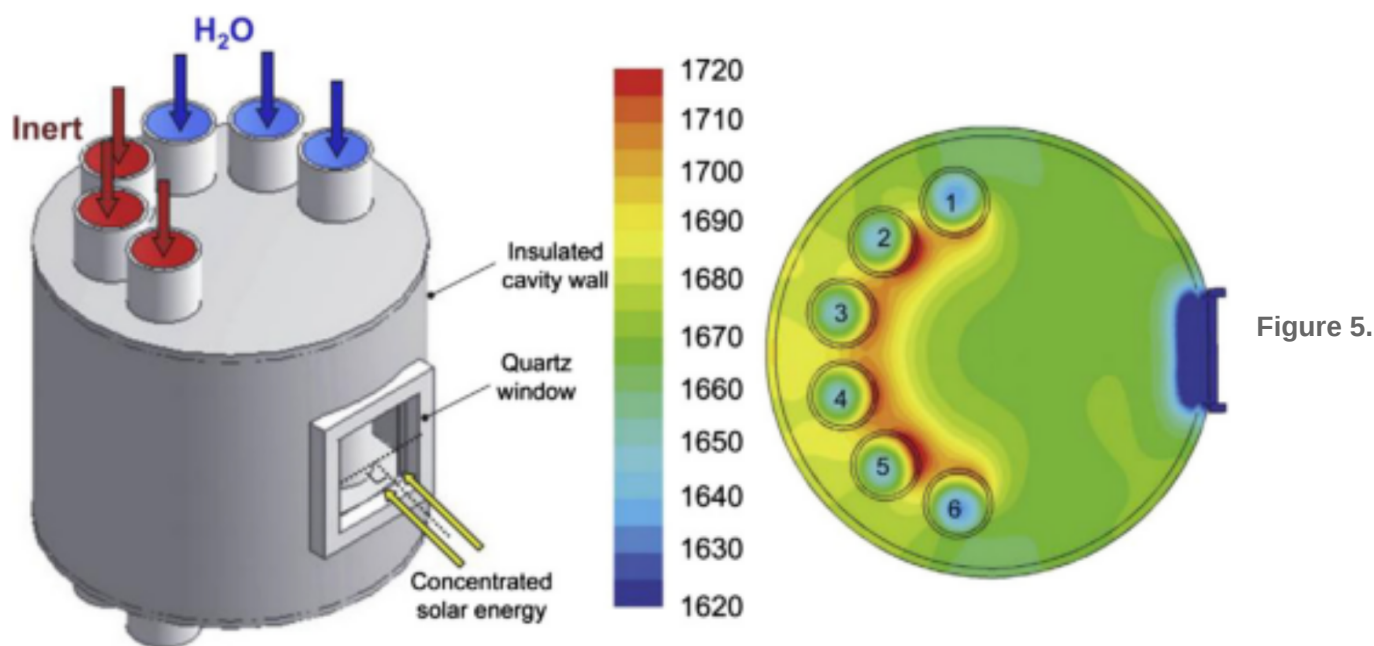 H₂O
Inert
Insulated
cavity wall
Quartz
window
Concentrated
solar energy
1720
1710
1700
1690
1680
1670
1660
1650
1640
1630
1620
1
2
3
4
5
6
Figure 5.